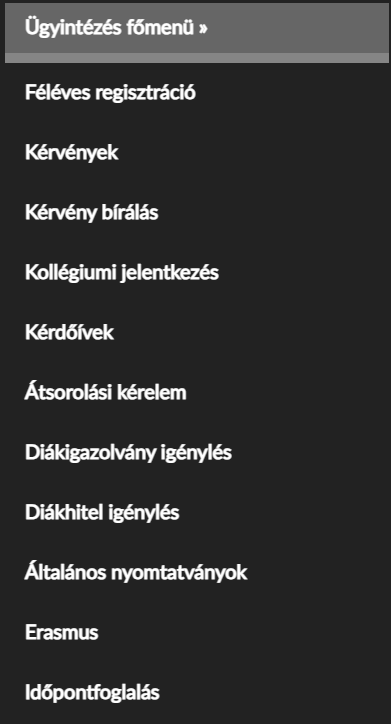 Ügyintézés főmenü »
Féléves regisztráció
Kérvények
Kérvény bírálás
Kollégiumi jelentkezés
Kérdőívek
Átsorolási kérelem
Diákigazolvány igénylés
Diákhitel igénylés
Általános nyomtatványok
Erasmus
Időpontfoglalás